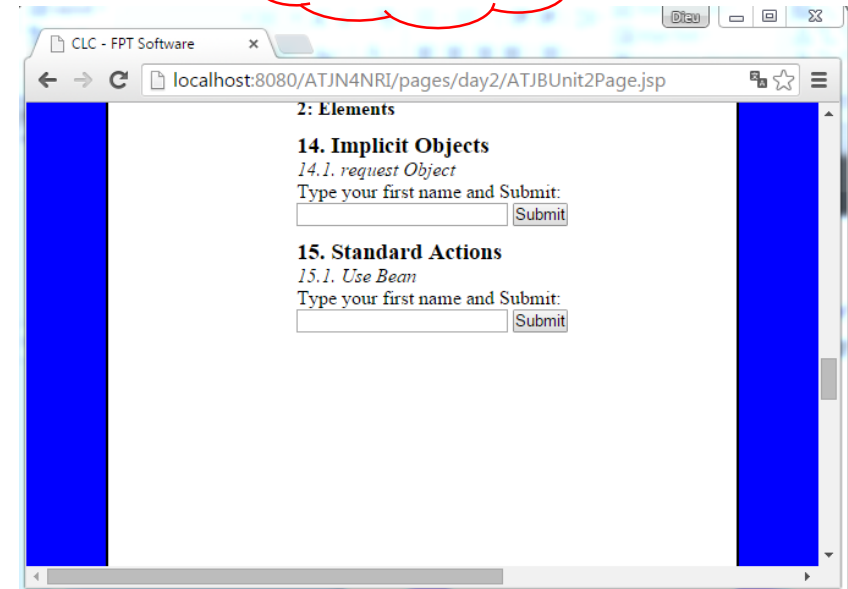 Dieu
CLC - FPT Software
localhost:8080/ATJN4NRI/pages/day2/ATJBUnit2Page.jsp
2: Elements
14. Implicit Objects
14.1. request Object
Type your first name and Submit:
Submit
15. Standard Actions
15.1. Use Bean
Type your first name and Submit:
Submit